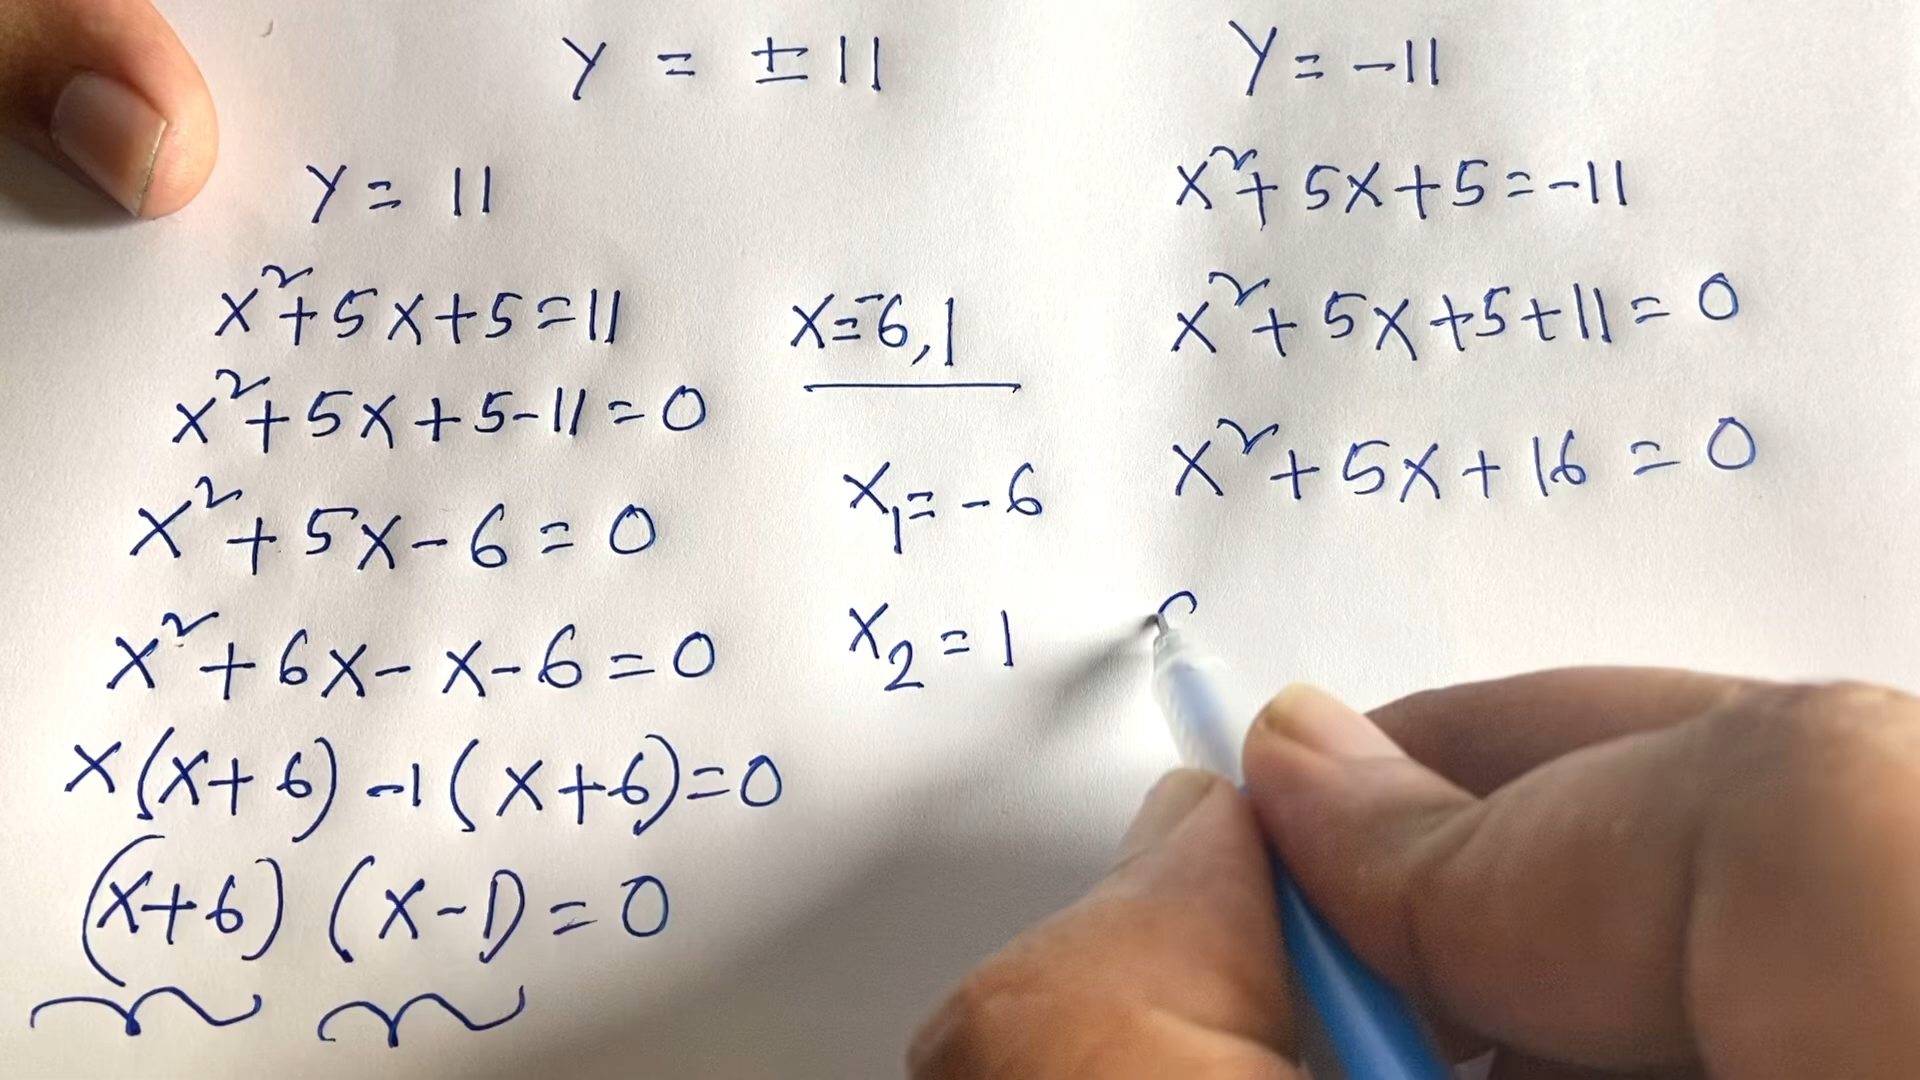 y = ±11
y = 11
x²+5x+5=11
x²+5x+5-11=0
x²+5x-6=0
x²+6x-x-6=0
x(x+6)-1(x+6)=0
(x+6)(x-1)=0
x=-6,1
x₁=-6
x₂=1
y=-11
x²+5x+5=-11
x²+5x+5+11=0
x²+5x+16=0